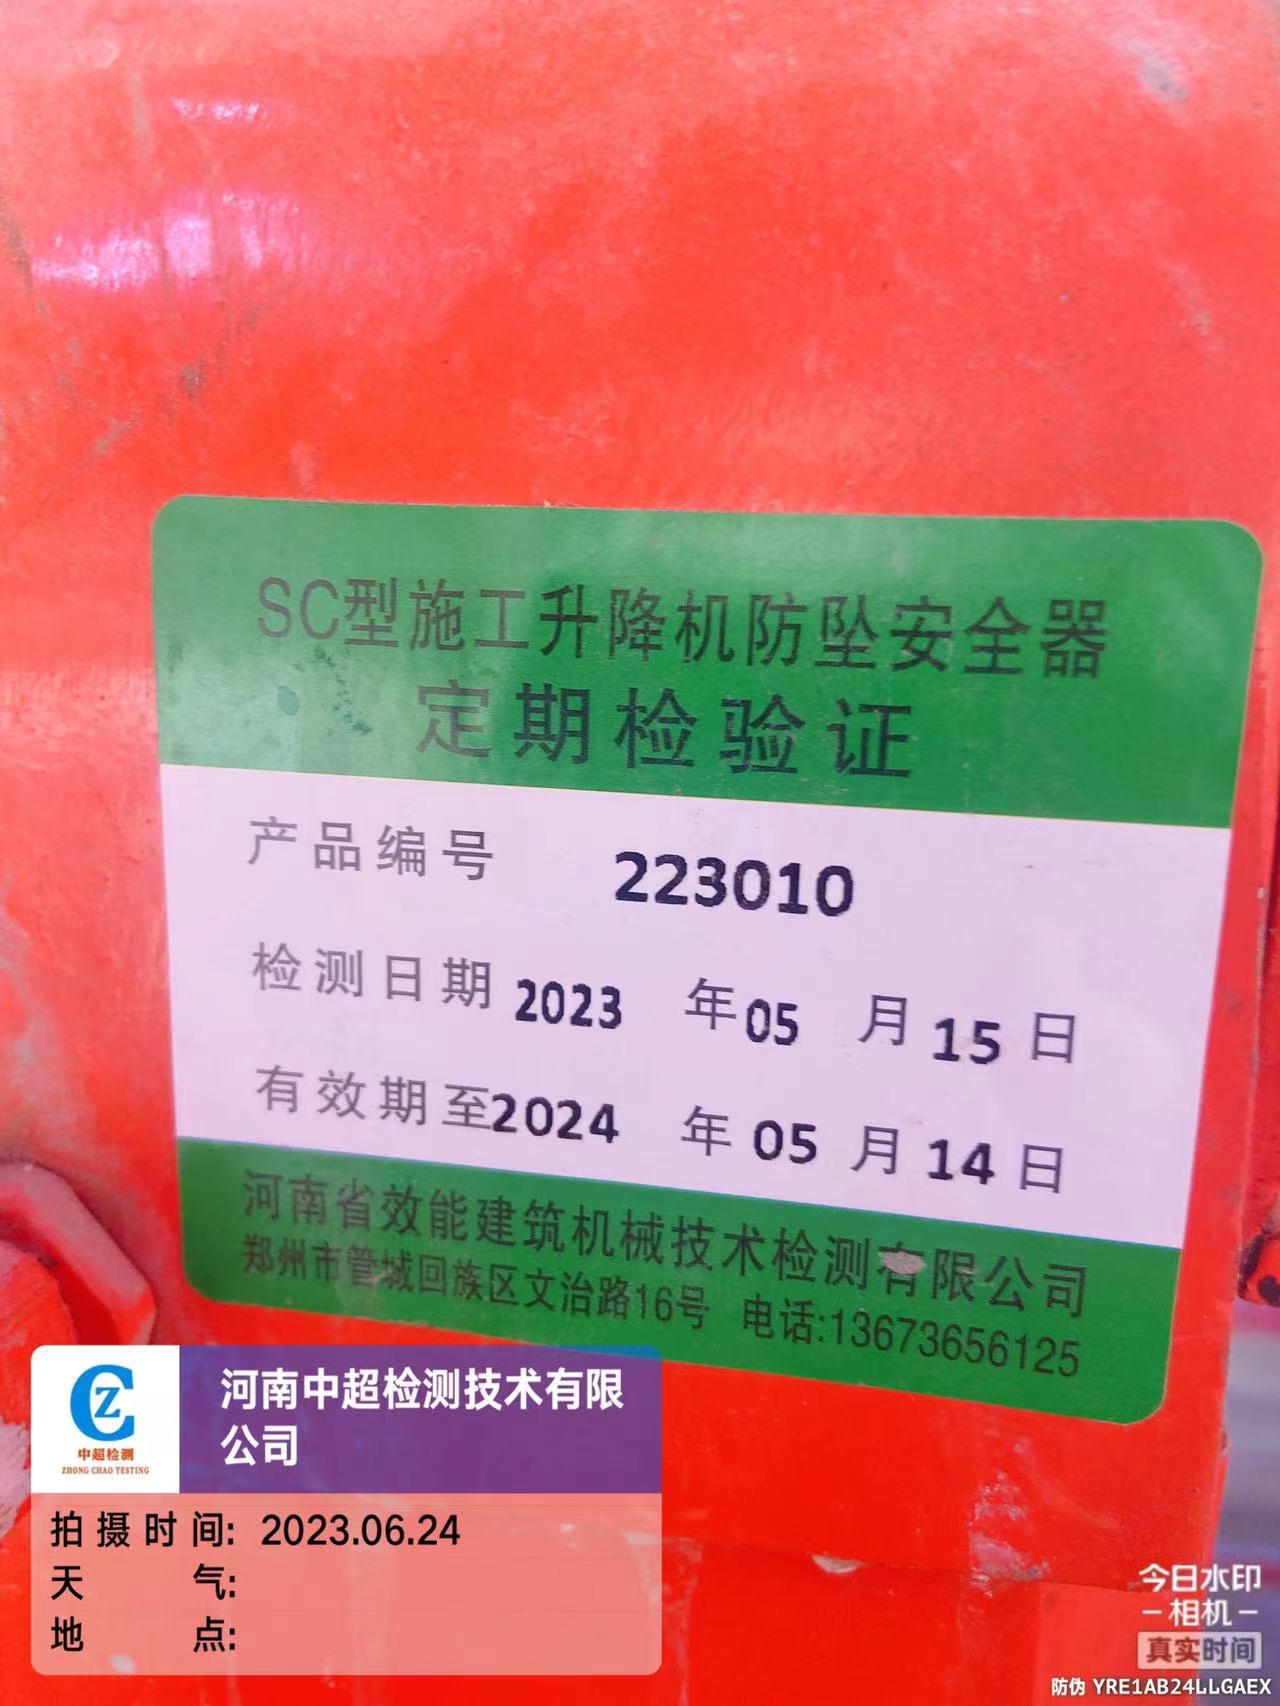 SC型施工升降机防坠安全器
定期检验证
产品编号 223010
检测日期 2023 年 05 月 15 日
有效期至 2024 年 05 月 14 日
河南省效能建筑机械技术检测有限公司
郑州市管城回族区文治路16号 电话:13673656125
CZ
中超检测
ZHONG CHAO TESTING
河南中超检测技术有限
公司
拍摄时间: 2023.06.24
天 气:
地 点:
今日水印
-相机-
真实时间
防伪 YRE1AB24LLGAEX